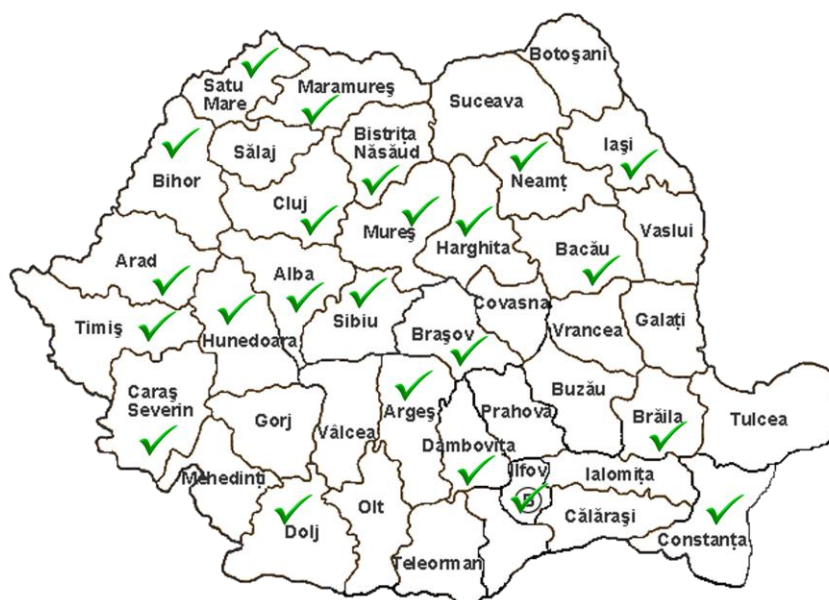 Botoşani
Satu
Mare
Maramureş
Suceava
Bistriţa
Năsăud
Iaşi
Sălaj
Bihor
Neamţ
Cluj
Mureş
Harghita
Bacău
Vaslui
Arad
Alba
Covasna
Timiş
Hunedoara
Sibiu
Braşov
Vrancea
Galaţi
Caraş
Severin
Gorj
Vâlcea
Argeş
Prahova
Buzău
Brăila
Tulcea
Dâmboviţa
Mehedinţi
Ilfov
Ialomiţa
Olt
B
Dolj
Călăraşi
Constanţa
Teleorman